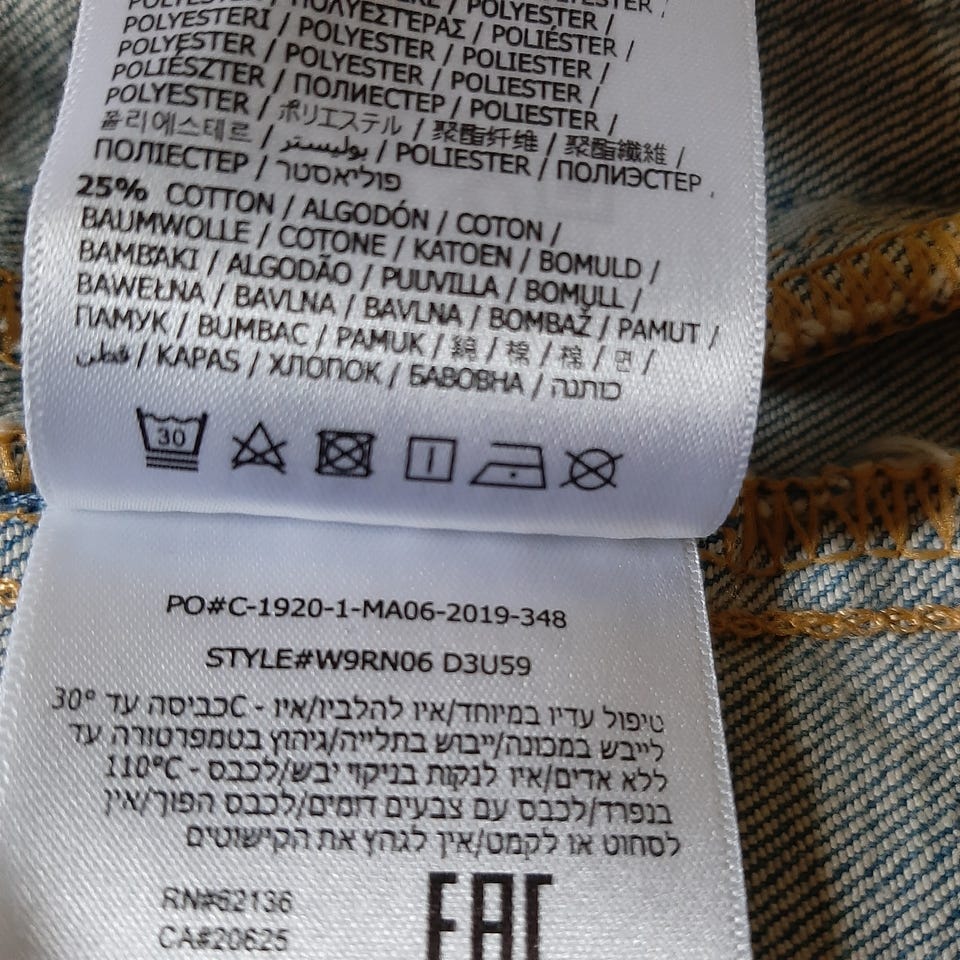 POLYESTER /
POLYESTER / ΠΟΛΥΕΣΤΕΡΑΣ / POLIÉSTER /
POLYESTERI / POLYESTER / POLIESTER /
POLYESTER / POLYESTER / POLIESTER /
POLIÉSZTER / ПОЛИЕСТЕР / POLIESTER /
POLYESTER / ポリエステル / 聚酯纤维 / 聚酯纖維 /
폴리에스테르 / بوليستر / POLIESTER / ПОЛИЭСТЕР ,
ПОЛІЕСТЕР / פוליאסטר
25% COTTON / ALGODÓN / COTON /
BAUMWOLLE / COTONE / KATOEN / BOMULD /
BAMBAKI / ALGODÃO / PUUVILLA / BOMULL /
BAWEŁNA / BAVLNA / BAVLNA / BOMBAŽ / PAMUT /
ПАМУК / BUMBAC / PAMUK / 綿 / 棉 / 棉 / 면 /
قطن / KAPAS / ХЛОПОК / БАВОВНА / כותנה
30
PO#C-1920-1-MA06-2019-348
STYLE#W9RN06 D3U59
טיפול עדין במיוחד/אין להלבין/אין - Cכביסה עד °30
לייבש במכונה/ייבוש בתלייה/גיהוץ בטמפרטורה עד
ללא אדים/אין לנקות בניקוי יבש/לכבס - 110°C
בנפרד/לכבס עם צבעים דומים/לכבס הפוך/אין
לסחוט או לקמט/אין לגהץ את הקישוטים
RN#62136
CA#20625
EAC